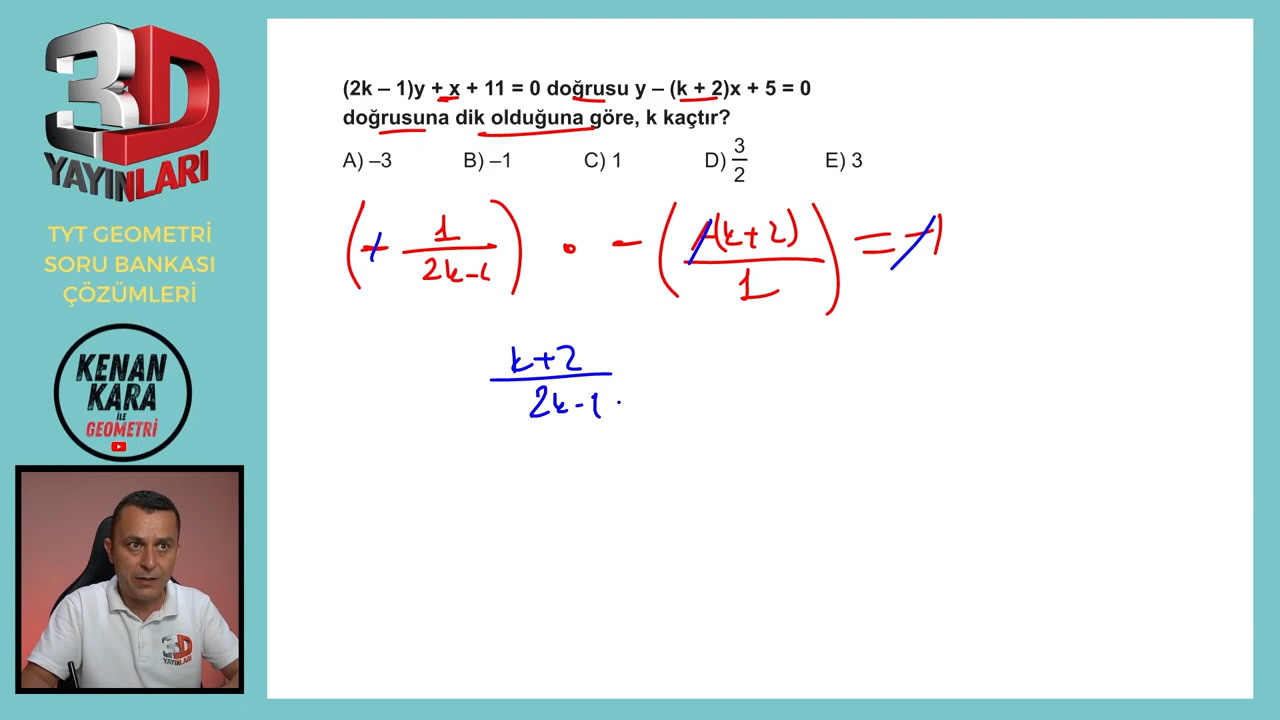 3D
YAYINLARI
TYT GEOMETRİ
SORU BANKASI
ÇÖZÜMLERİ
KENAN
KARA
İLE
GEOMETRİ
3D
YAYINLARI
(2k – 1)y + x + 11 = 0 doğrusu y – (k + 2)x + 5 = 0
doğrusuna dik olduğuna göre, k kaçtır?
A) –3 B) –1 C) 1 D) 3/2 E) 3
(- 1/(2k-1)) · -(-(k+2)/1) = -1
k+2
2k-1